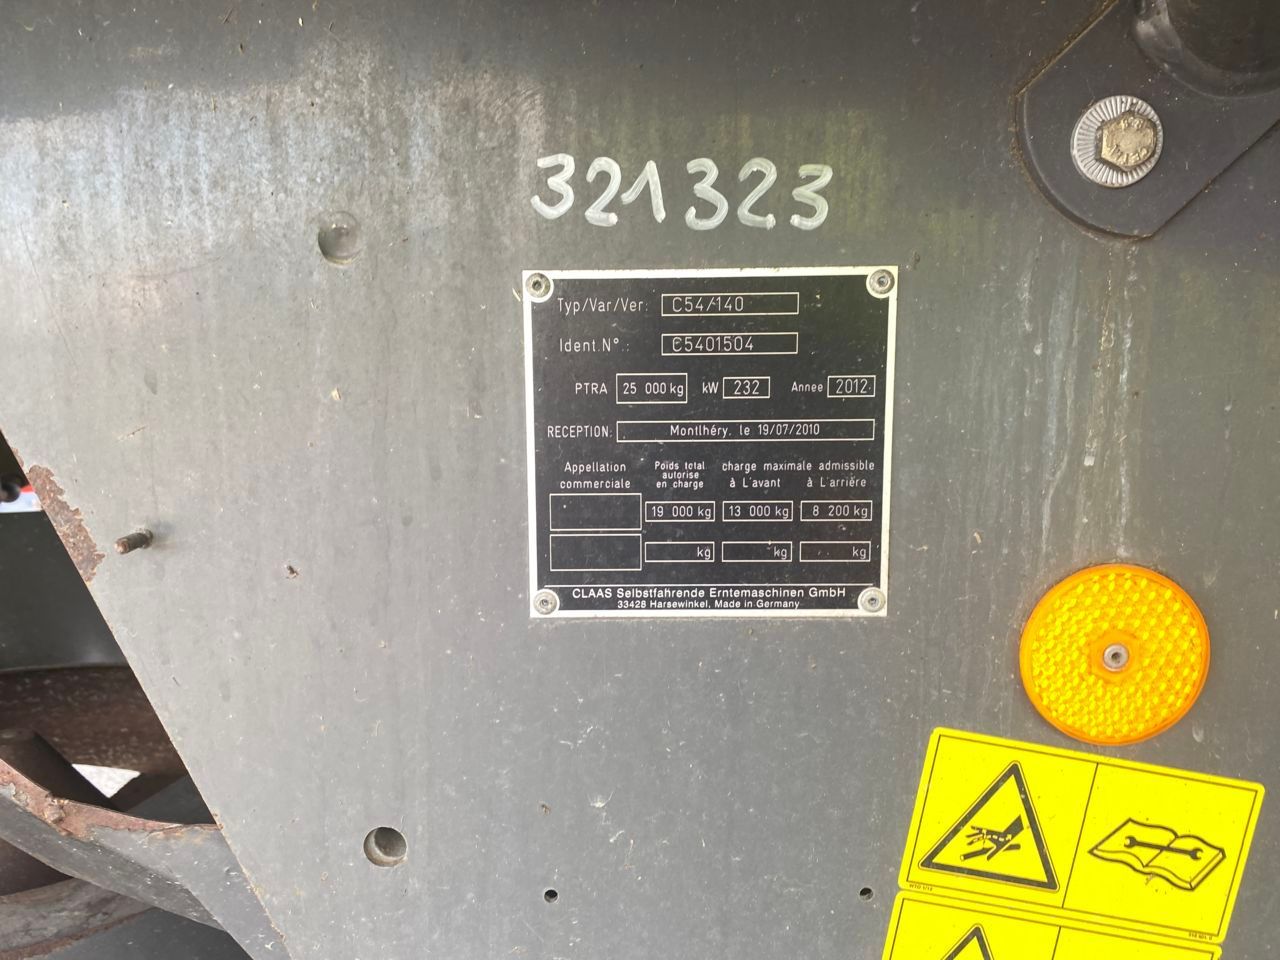 321323
Typ/Var/Ver: C54/140
Ident.N°.: C5401504
PTRA 25 000 kg kW 232 Annee 2012
RECEPTION: Montlhéry, le 19/07/2010
Appellation commerciale
Poids total autorise en charge
charge maximale admissible
à L'avant à L'arriére
19 000 kg 13 000 kg 8 200 kg
kg kg kg
CLAAS Selbstfahrende Erntemaschinen GmbH
33428 Harsewinkel, Made in Germany